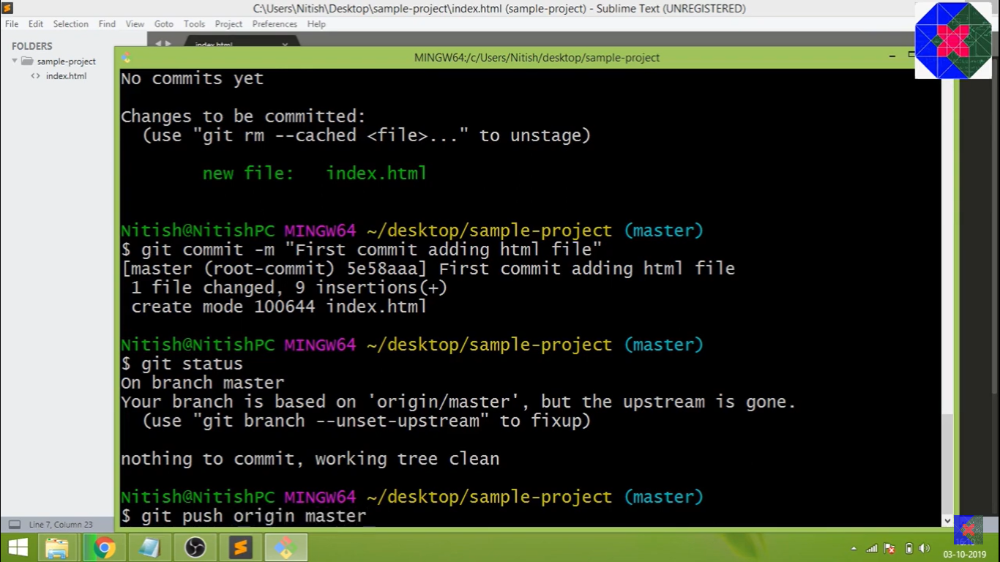 C:\Users\Nitish\Desktop\sample-project\index.html (sample-project) - Sublime Text (UNREGISTERED)
File Edit Selection Find View Goto Tools Project Preferences Help
FOLDERS
sample-project
index.html
index.html
MINGW64:/c/Users/Nitish/desktop/sample-project
No commits yet
Changes to be committed:
(use "git rm --cached <file>..." to unstage)
new file: index.html
Nitish@NitishPC MINGW64 ~/desktop/sample-project (master)
$ git commit -m "First commit adding html file"
[master (root-commit) 5e58aaa] First commit adding html file
1 file changed, 9 insertions(+)
create mode 100644 index.html
Nitish@NitishPC MINGW64 ~/desktop/sample-project (master)
$ git status
On branch master
Your branch is based on 'origin/master', but the upstream is gone.
(use "git branch --unset-upstream" to fixup)
nothing to commit, working tree clean
Nitish@NitishPC MINGW64 ~/desktop/sample-project (master)
$ git push origin master
Line 7, Column 23
03-10-2019